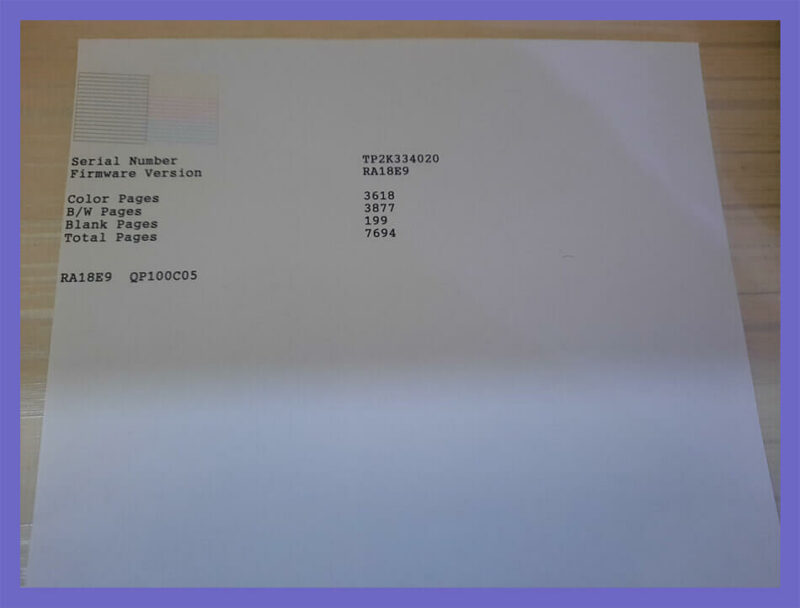 Serial Number TP2K334020
Firmware Version RA18E9
Color Pages 3618
B/W Pages 3877
Blank Pages 199
Total Pages 7694
RA18E9 QP100C05